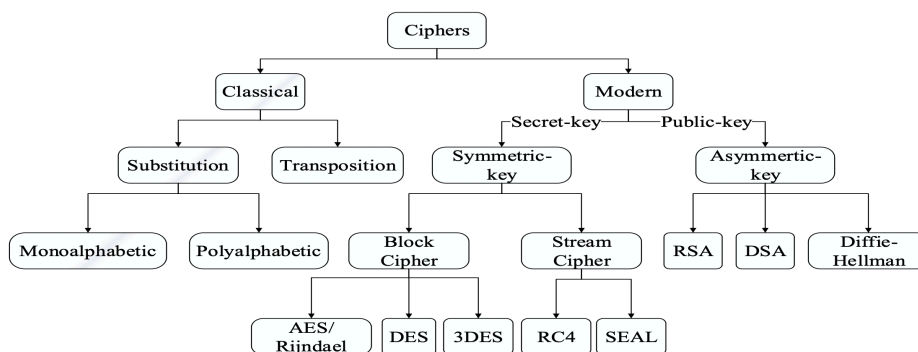 Ciphers
Classical
Modern
Secret-key
Public-key
Substitution
Transposition
Symmetric-
key
Asymmertic-
key
Monoalphabetic
Polyalphabetic
Block
Cipher
Stream
Cipher
RSA
DSA
Diffie-
Hellman
AES/
Rijndael
DES
3DES
RC4
SEAL